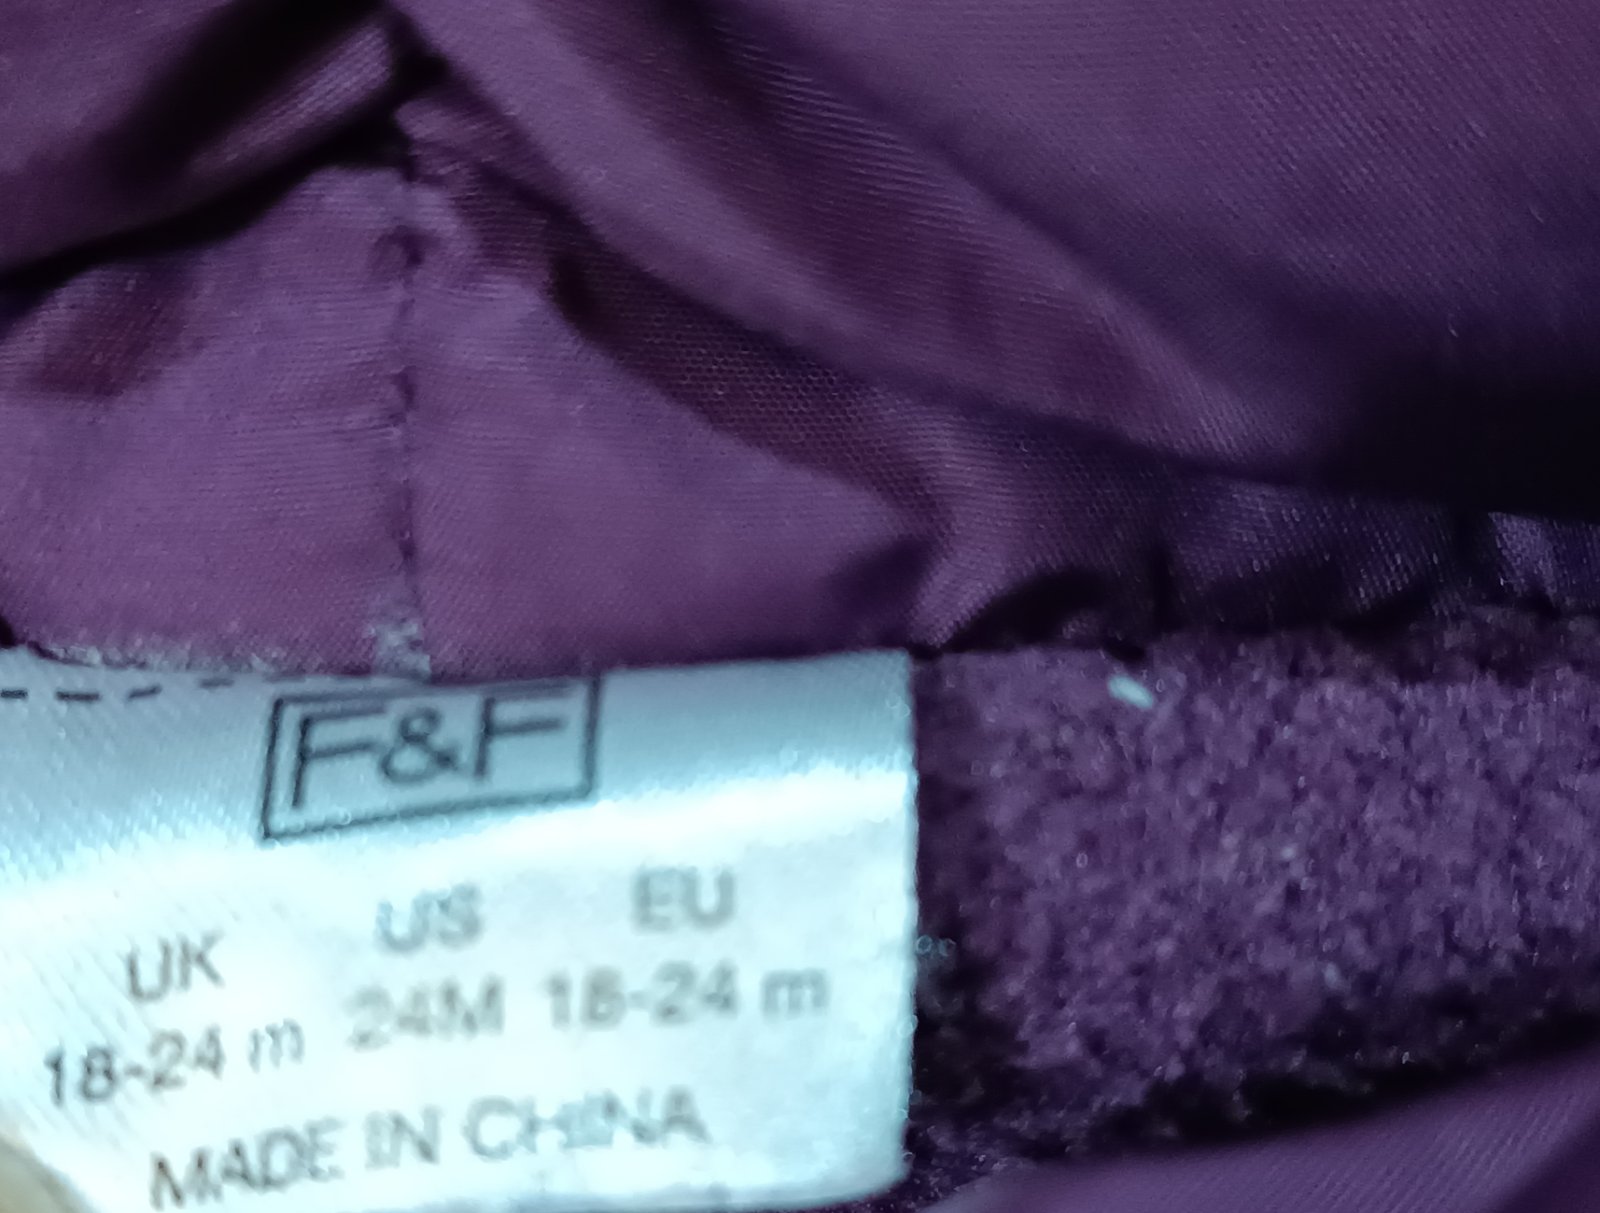 F&F
UK US EU
18-24 m 24M 18-24 m
MADE IN CHINA